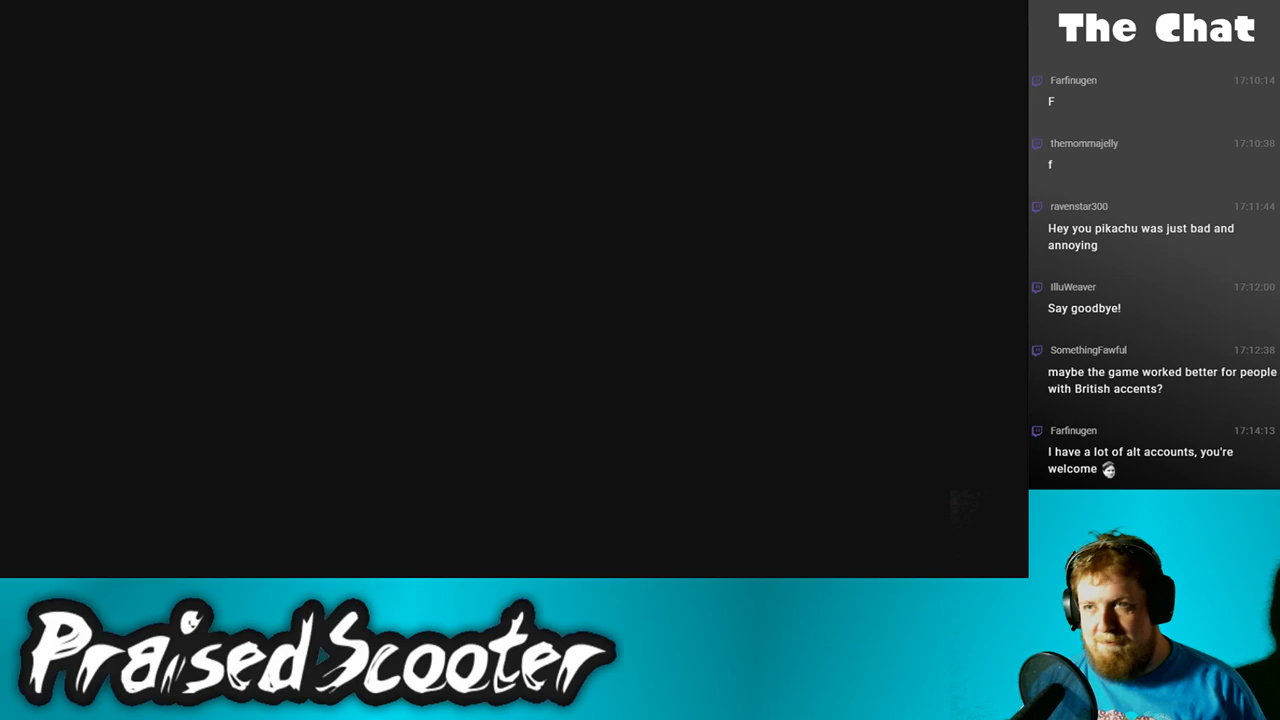 The Chat
Farfinugen 17:10:14
F
themommajelly 17:10:38
f
ravenstar300 17:11:44
Hey you pikachu was just bad and
annoying
IlluWeaver 17:12:00
Say goodbye!
SomethingFawful 17:12:38
maybe the game worked better for people
with British accents?
Farfinugen 17:14:13
I have a lot of alt accounts, you're
welcome
PraisedScooter